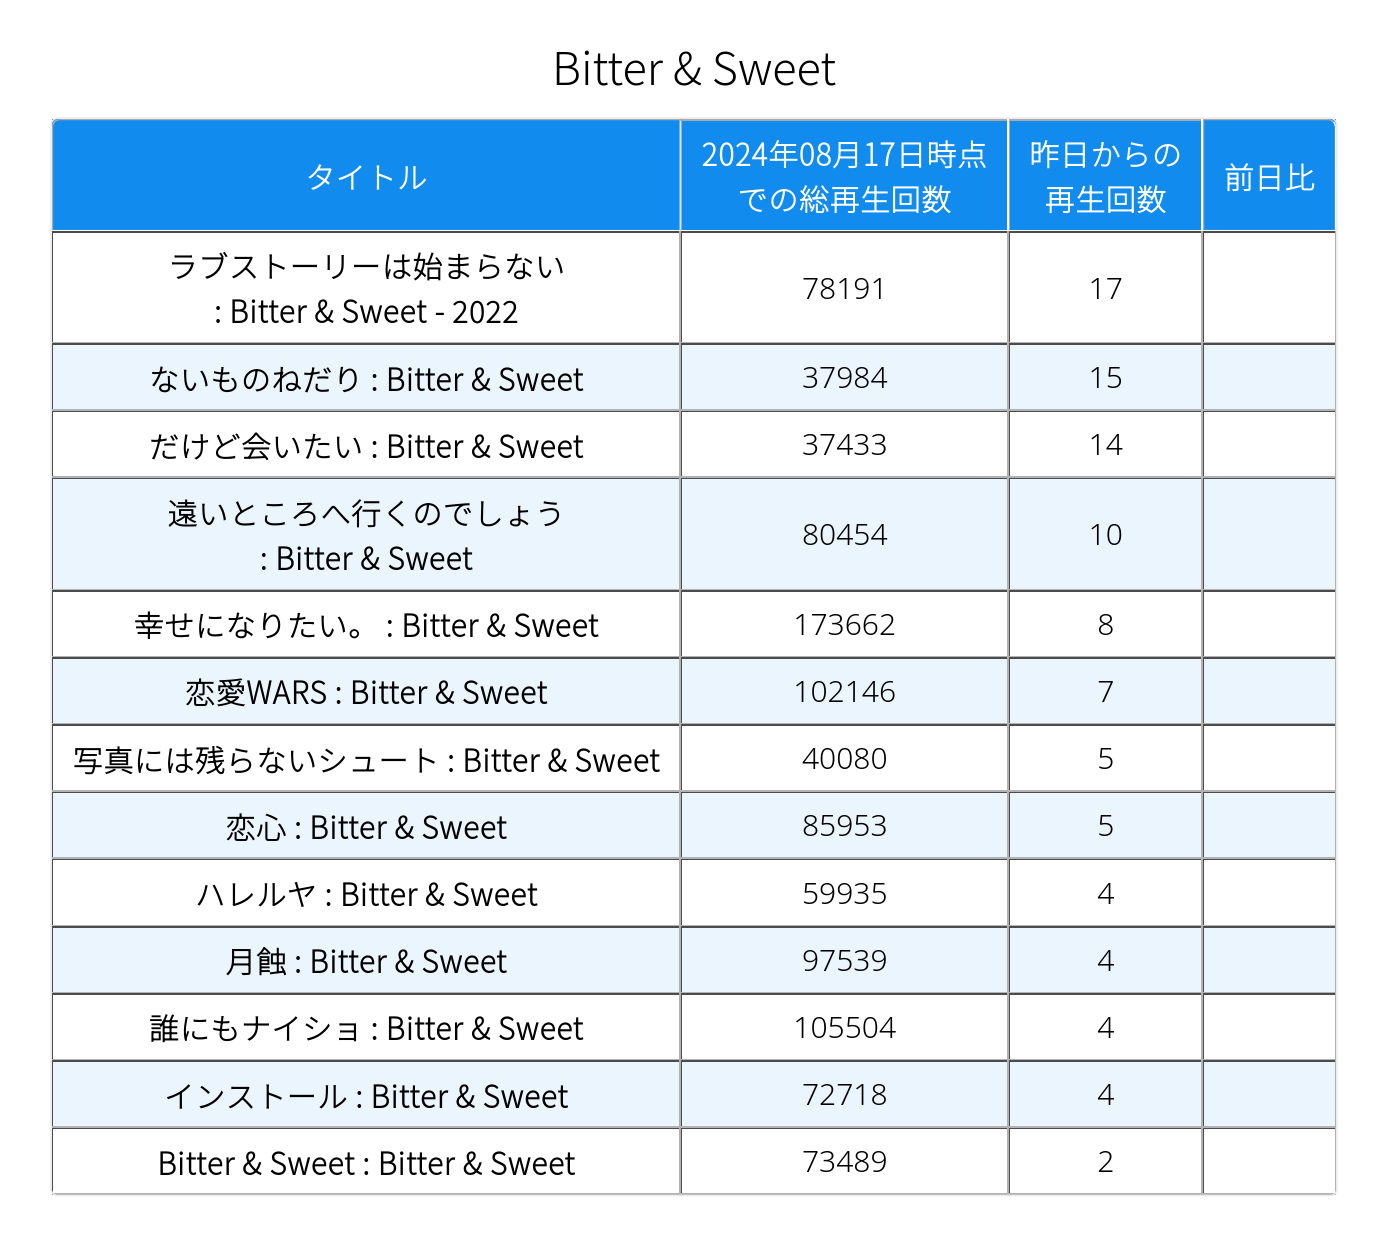 Bitter & Sweet
タイトル
2024年08月17日時点
での総再生回数
昨日からの
再生回数
前日比
ラブストーリーは始まらない
: Bitter & Sweet - 2022
78191
17
ないものねだり : Bitter & Sweet
37984
15
だけど会いたい : Bitter & Sweet
37433
14
遠いところへ行くのでしょう
: Bitter & Sweet
80454
10
幸せになりたい。 : Bitter & Sweet
173662
8
恋愛WARS : Bitter & Sweet
102146
7
写真には残らないシュート : Bitter & Sweet
40080
5
恋心 : Bitter & Sweet
85953
5
ハレルヤ : Bitter & Sweet
59935
4
月蝕 : Bitter & Sweet
97539
4
誰にもナイショ : Bitter & Sweet
105504
4
インストール : Bitter & Sweet
72718
4
Bitter & Sweet : Bitter & Sweet
73489
2